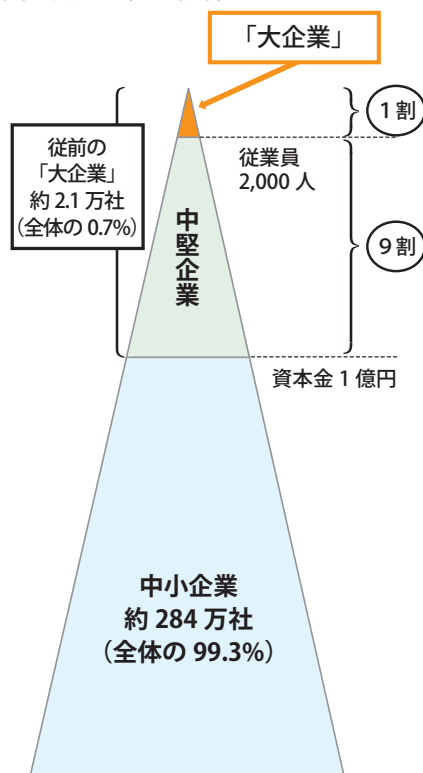 「大企業」
1割
従前の
「大企業」
約 2.1 万社
（全体の 0.7%）
従業員
2,000 人
中堅企業
9割
資本金 1 億円
中小企業
約 284 万社
（全体の 99.3%）